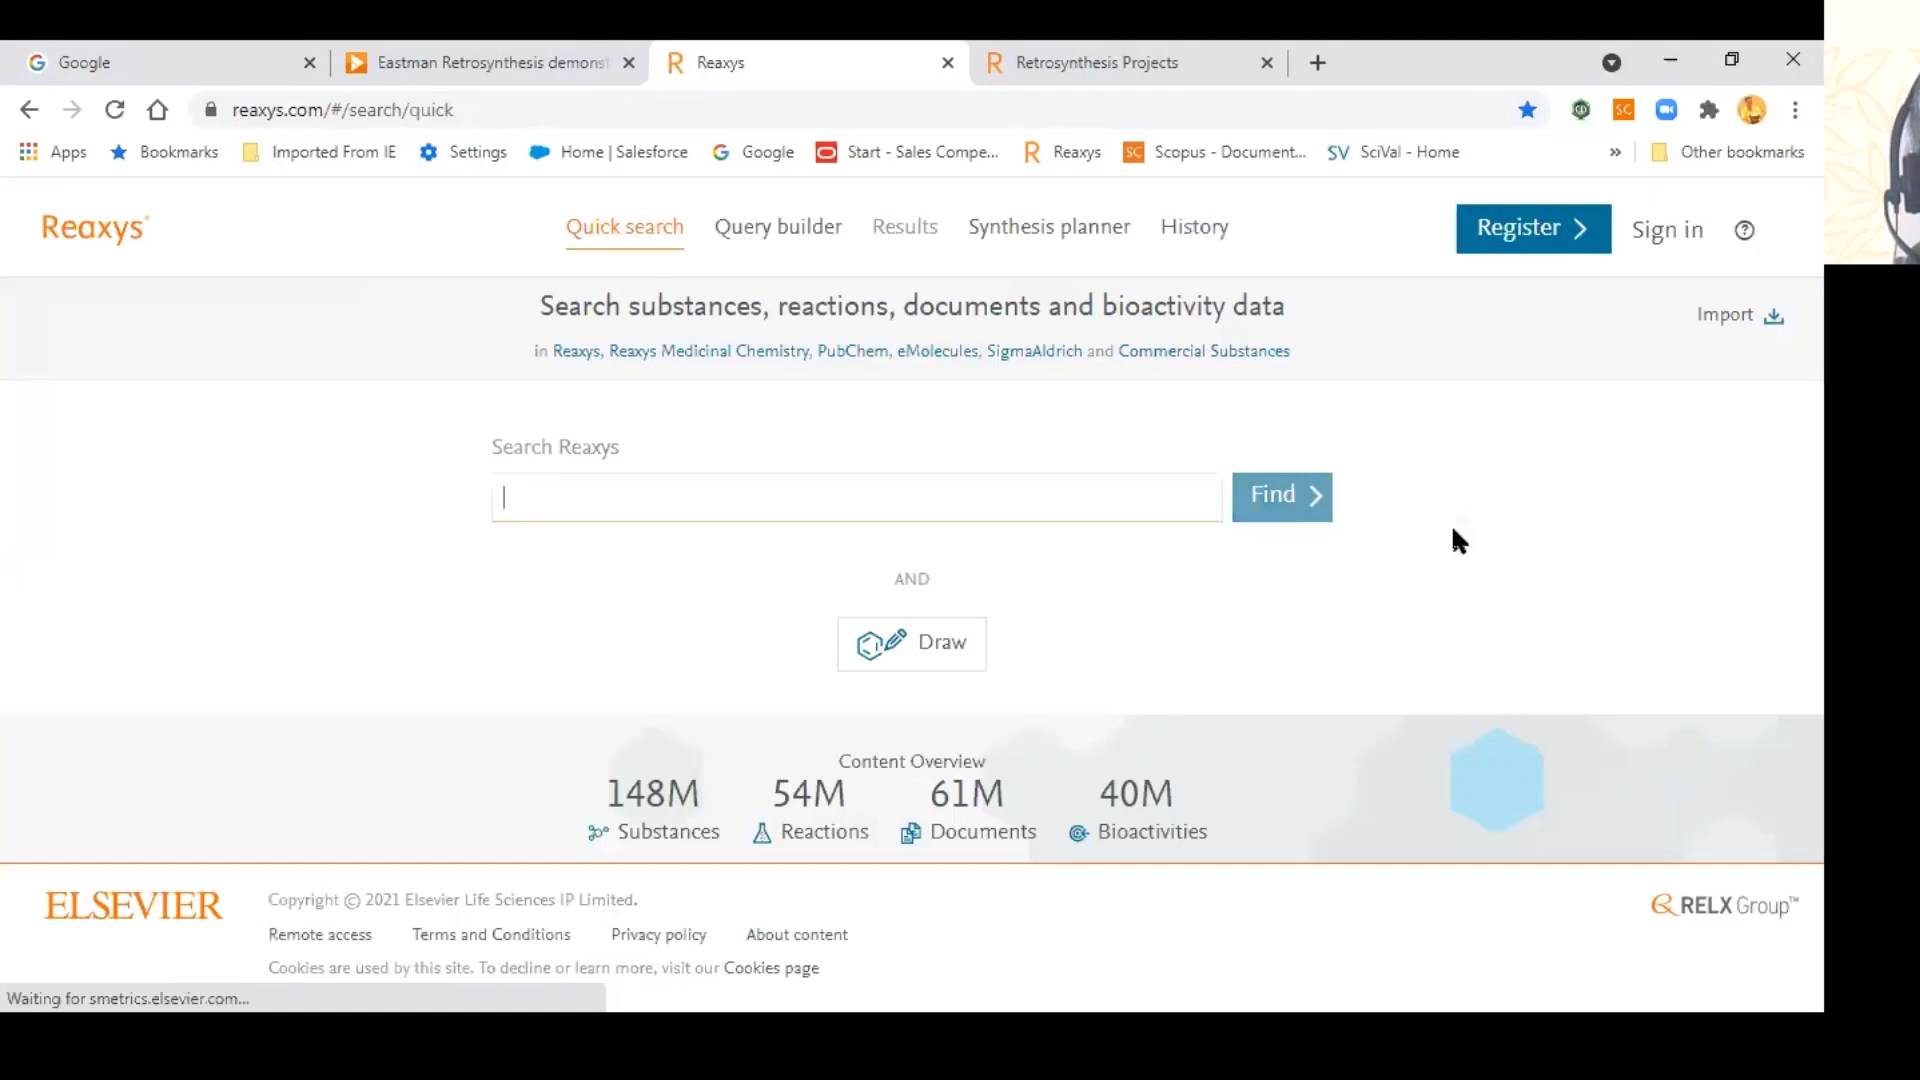 Google
Eastman Retrosynthesis demonst
Reaxys
Retrosynthesis Projects
reaxys.com/#/search/quick
SC
Apps
Bookmarks
Imported From IE
Settings
Home | Salesforce
Google
Start - Sales Compe...
Reaxys
SC Scopus - Document...
SV SciVal - Home
»
Other bookmarks
Reaxys®
Quick search
Query builder
Results
Synthesis planner
History
Register
Sign in
Search substances, reactions, documents and bioactivity data
Import
in Reaxys, Reaxys Medicinal Chemistry, PubChem, eMolecules, SigmaAldrich and Commercial Substances
Search Reaxys
Find
AND
Draw
Content Overview
148M 54M 61M 40M
Substances Reactions Documents Bioactivities
ELSEVIER
Copyright © 2021 Elsevier Life Sciences IP Limited.
RELX Group™
Remote access Terms and Conditions Privacy policy About content
Cookies are used by this site. To decline or learn more, visit our Cookies page
Waiting for smetrics.elsevier.com...